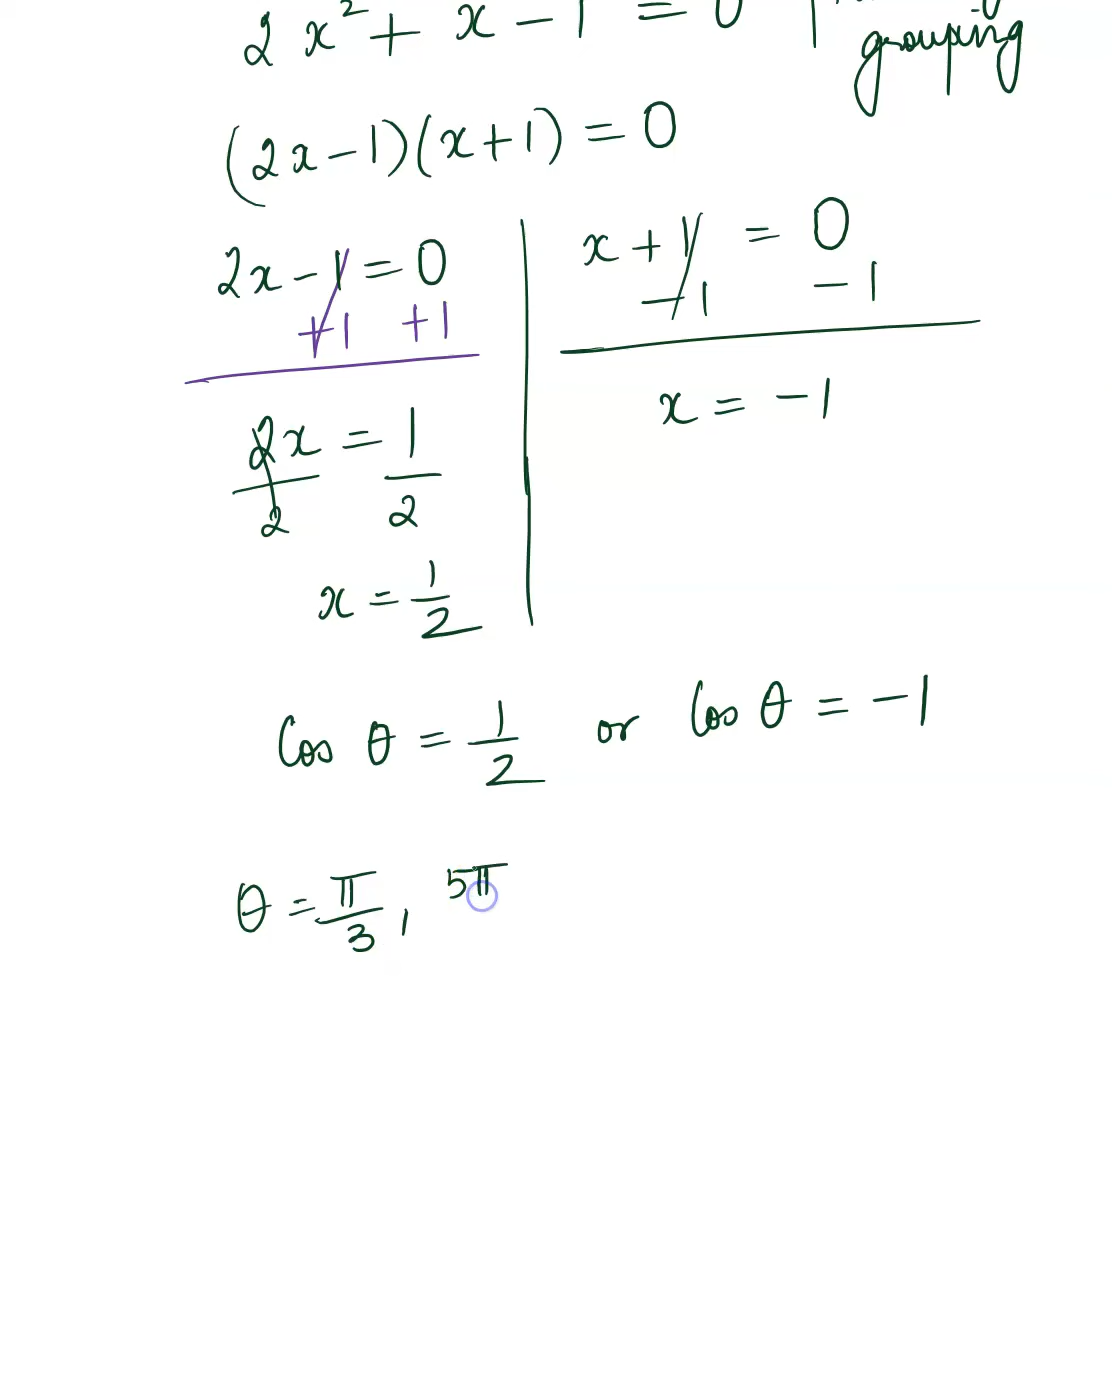 2x² + x - 1 = 0
grouping
(2x-1)(x+1) = 0
2x - 1 = 0
+1 +1
2x = 1
2 2
x = 1/2
x + 1 = 0
-1 -1
x = -1
Cos θ = 1/2 or Cos θ = -1
θ = π/3, 5π